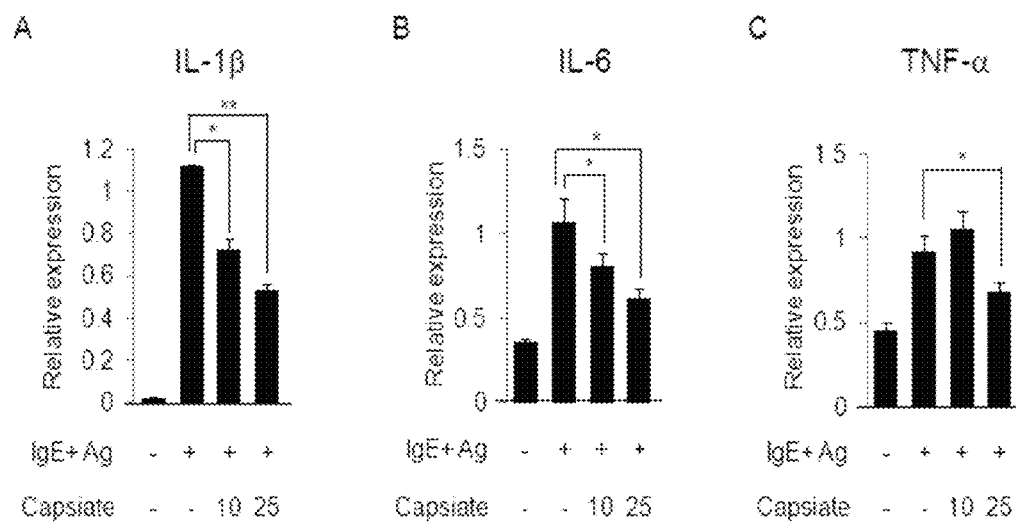 A
IL-1β
**
*
Relative expression
1.2
1
0.8
0.6
0.4
0.2
0
IgE+Ag - + + +
Capsiate - - 10 25
B
IL-6
*
*
Relative expression
1.5
1
0.5
0
IgE+Ag - + + +
Capsiate - - 10 25
C
TNF-α
*
Relative expression
1.5
1
0.5
0
IgE+Ag - + + +
Capsiate - - 10 25